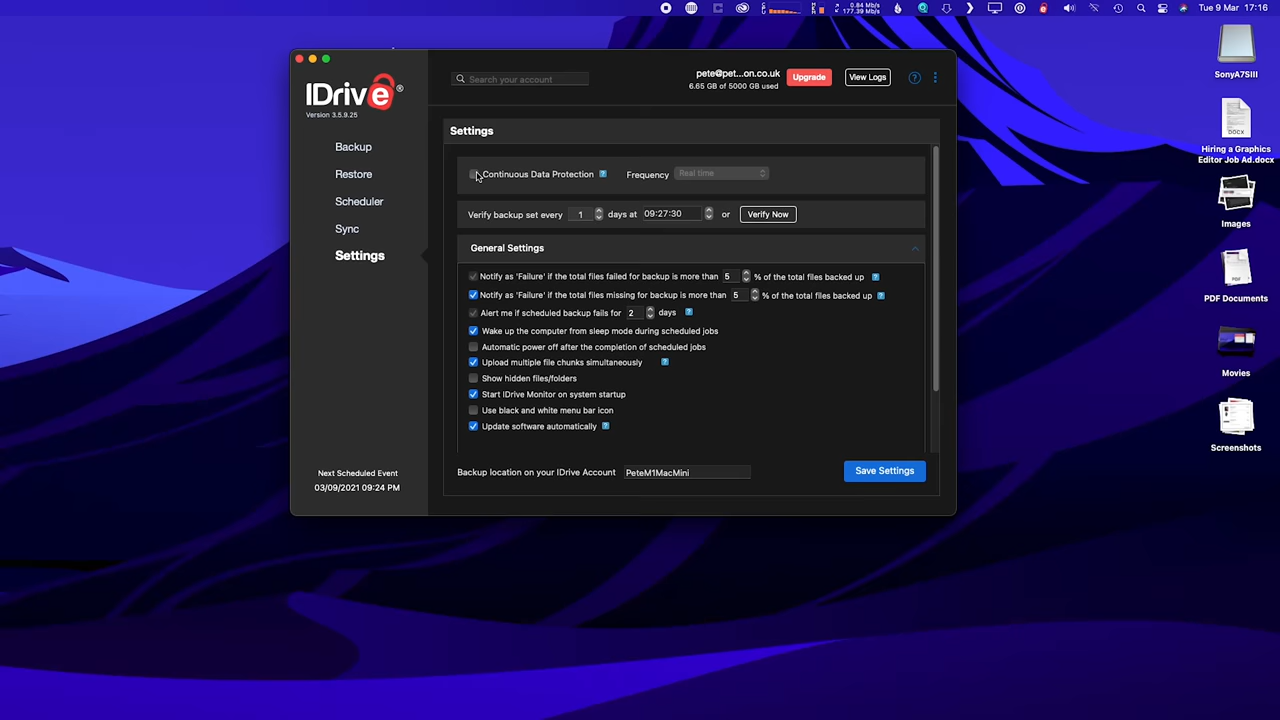 0.84 Mb/s
177.39 Mb/s
Tue 9 Mar 17:16
SonyA7SIII
DOCX
Hiring a Graphics
Editor Job Ad.docx
Images
PDF Documents
Movies
Screenshots
IDrive®
Version 3.5.9.25
Backup
Restore
Scheduler
Sync
Settings
Next Scheduled Event
03/09/2021 09:24 PM
Search your account
pete@pet...on.co.uk
6.65 GB of 5000 GB used
Upgrade
View Logs
?
Settings
Continuous Data Protection ? Frequency Real time
Verify backup set every 1 days at 09:27:30 or Verify Now
General Settings
Notify as 'Failure' if the total files failed for backup is more than 5 % of the total files backed up ?
Notify as 'Failure' if the total files missing for backup is more than 5 % of the total files backed up ?
Alert me if scheduled backup fails for 2 days ?
Wake up the computer from sleep mode during scheduled jobs
Automatic power off after the completion of scheduled jobs
Upload multiple file chunks simultaneously ?
Show hidden files/folders
Start IDrive Monitor on system startup
Use black and white menu bar icon
Update software automatically ?
Backup location on your IDrive Account PeteM1MacMini
Save Settings